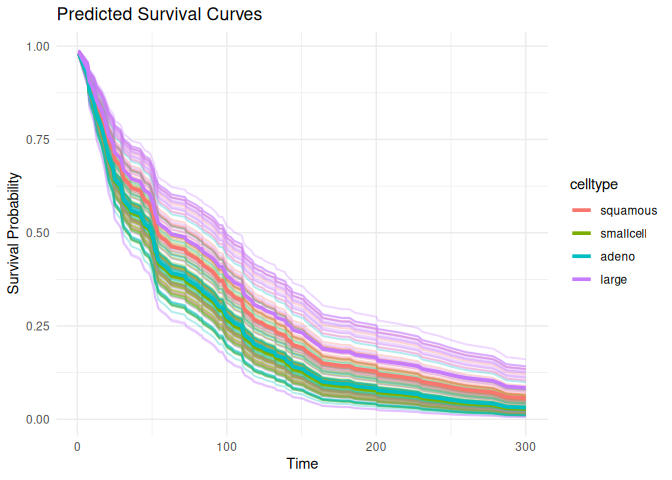 Predicted Survival Curves
Survival Probability
1.00
0.75
0.50
0.25
0.00
0
100
200
300
Time
celltype
squamous
smallcell
adeno
large